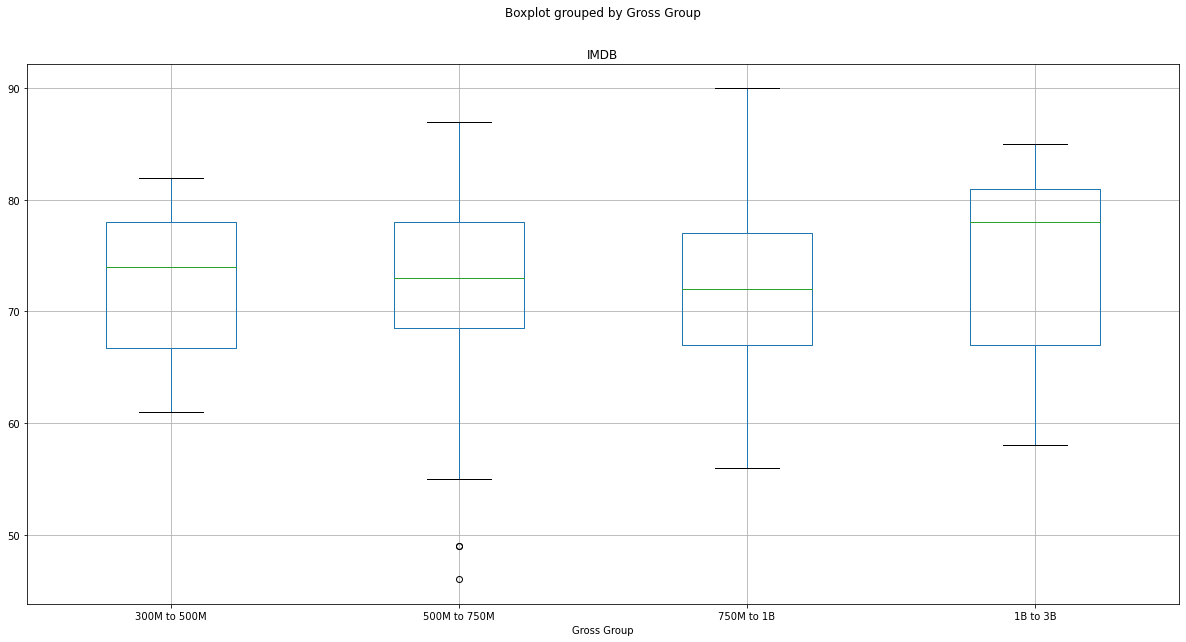 Boxplot grouped by Gross Group
IMDB
90
80
70
60
50
300M to 500M
500M to 750M
750M to 1B
1B to 3B
Gross Group